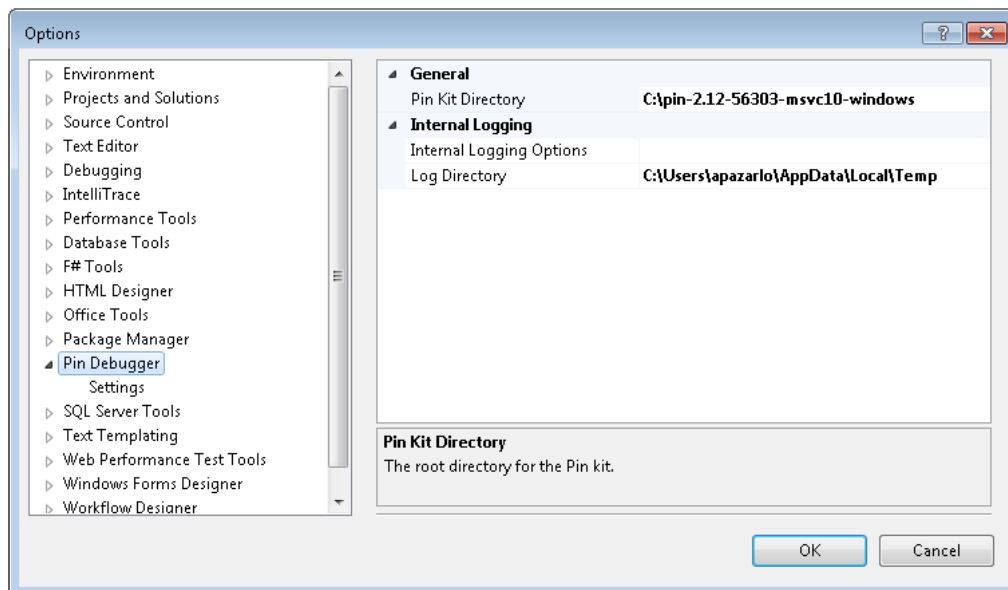 Options
Environment
Projects and Solutions
Source Control
Text Editor
Debugging
IntelliTrace
Performance Tools
Database Tools
F# Tools
HTML Designer
Office Tools
Package Manager
Pin Debugger
Settings
SQL Server Tools
Text Templating
Web Performance Test Tools
Windows Forms Designer
Workflow Designer
General
Pin Kit Directory C:\pin-2.12-56303-msvc10-windows
Internal Logging
Internal Logging Options
Log Directory C:\Users\apazarlo\AppData\Local\Temp
Pin Kit Directory
The root directory for the Pin kit.
OK Cancel